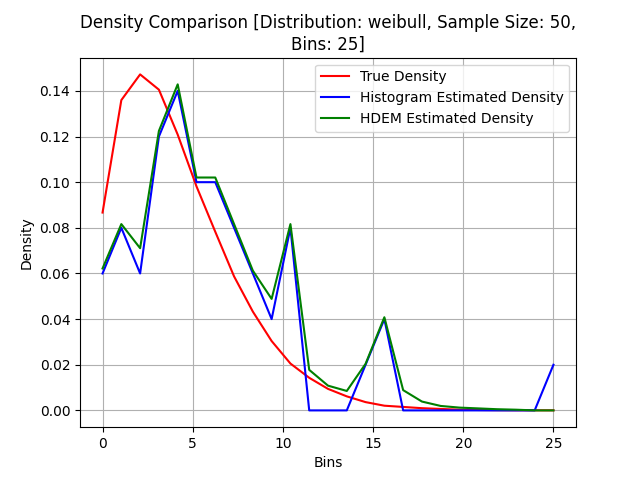 Density Comparison [Distribution: weibull, Sample Size: 50,
Bins: 25]
True Density
Histogram Estimated Density
HDEM Estimated Density
Density
0.14
0.12
0.10
0.08
0.06
0.04
0.02
0.00
0 5 10 15 20 25
Bins